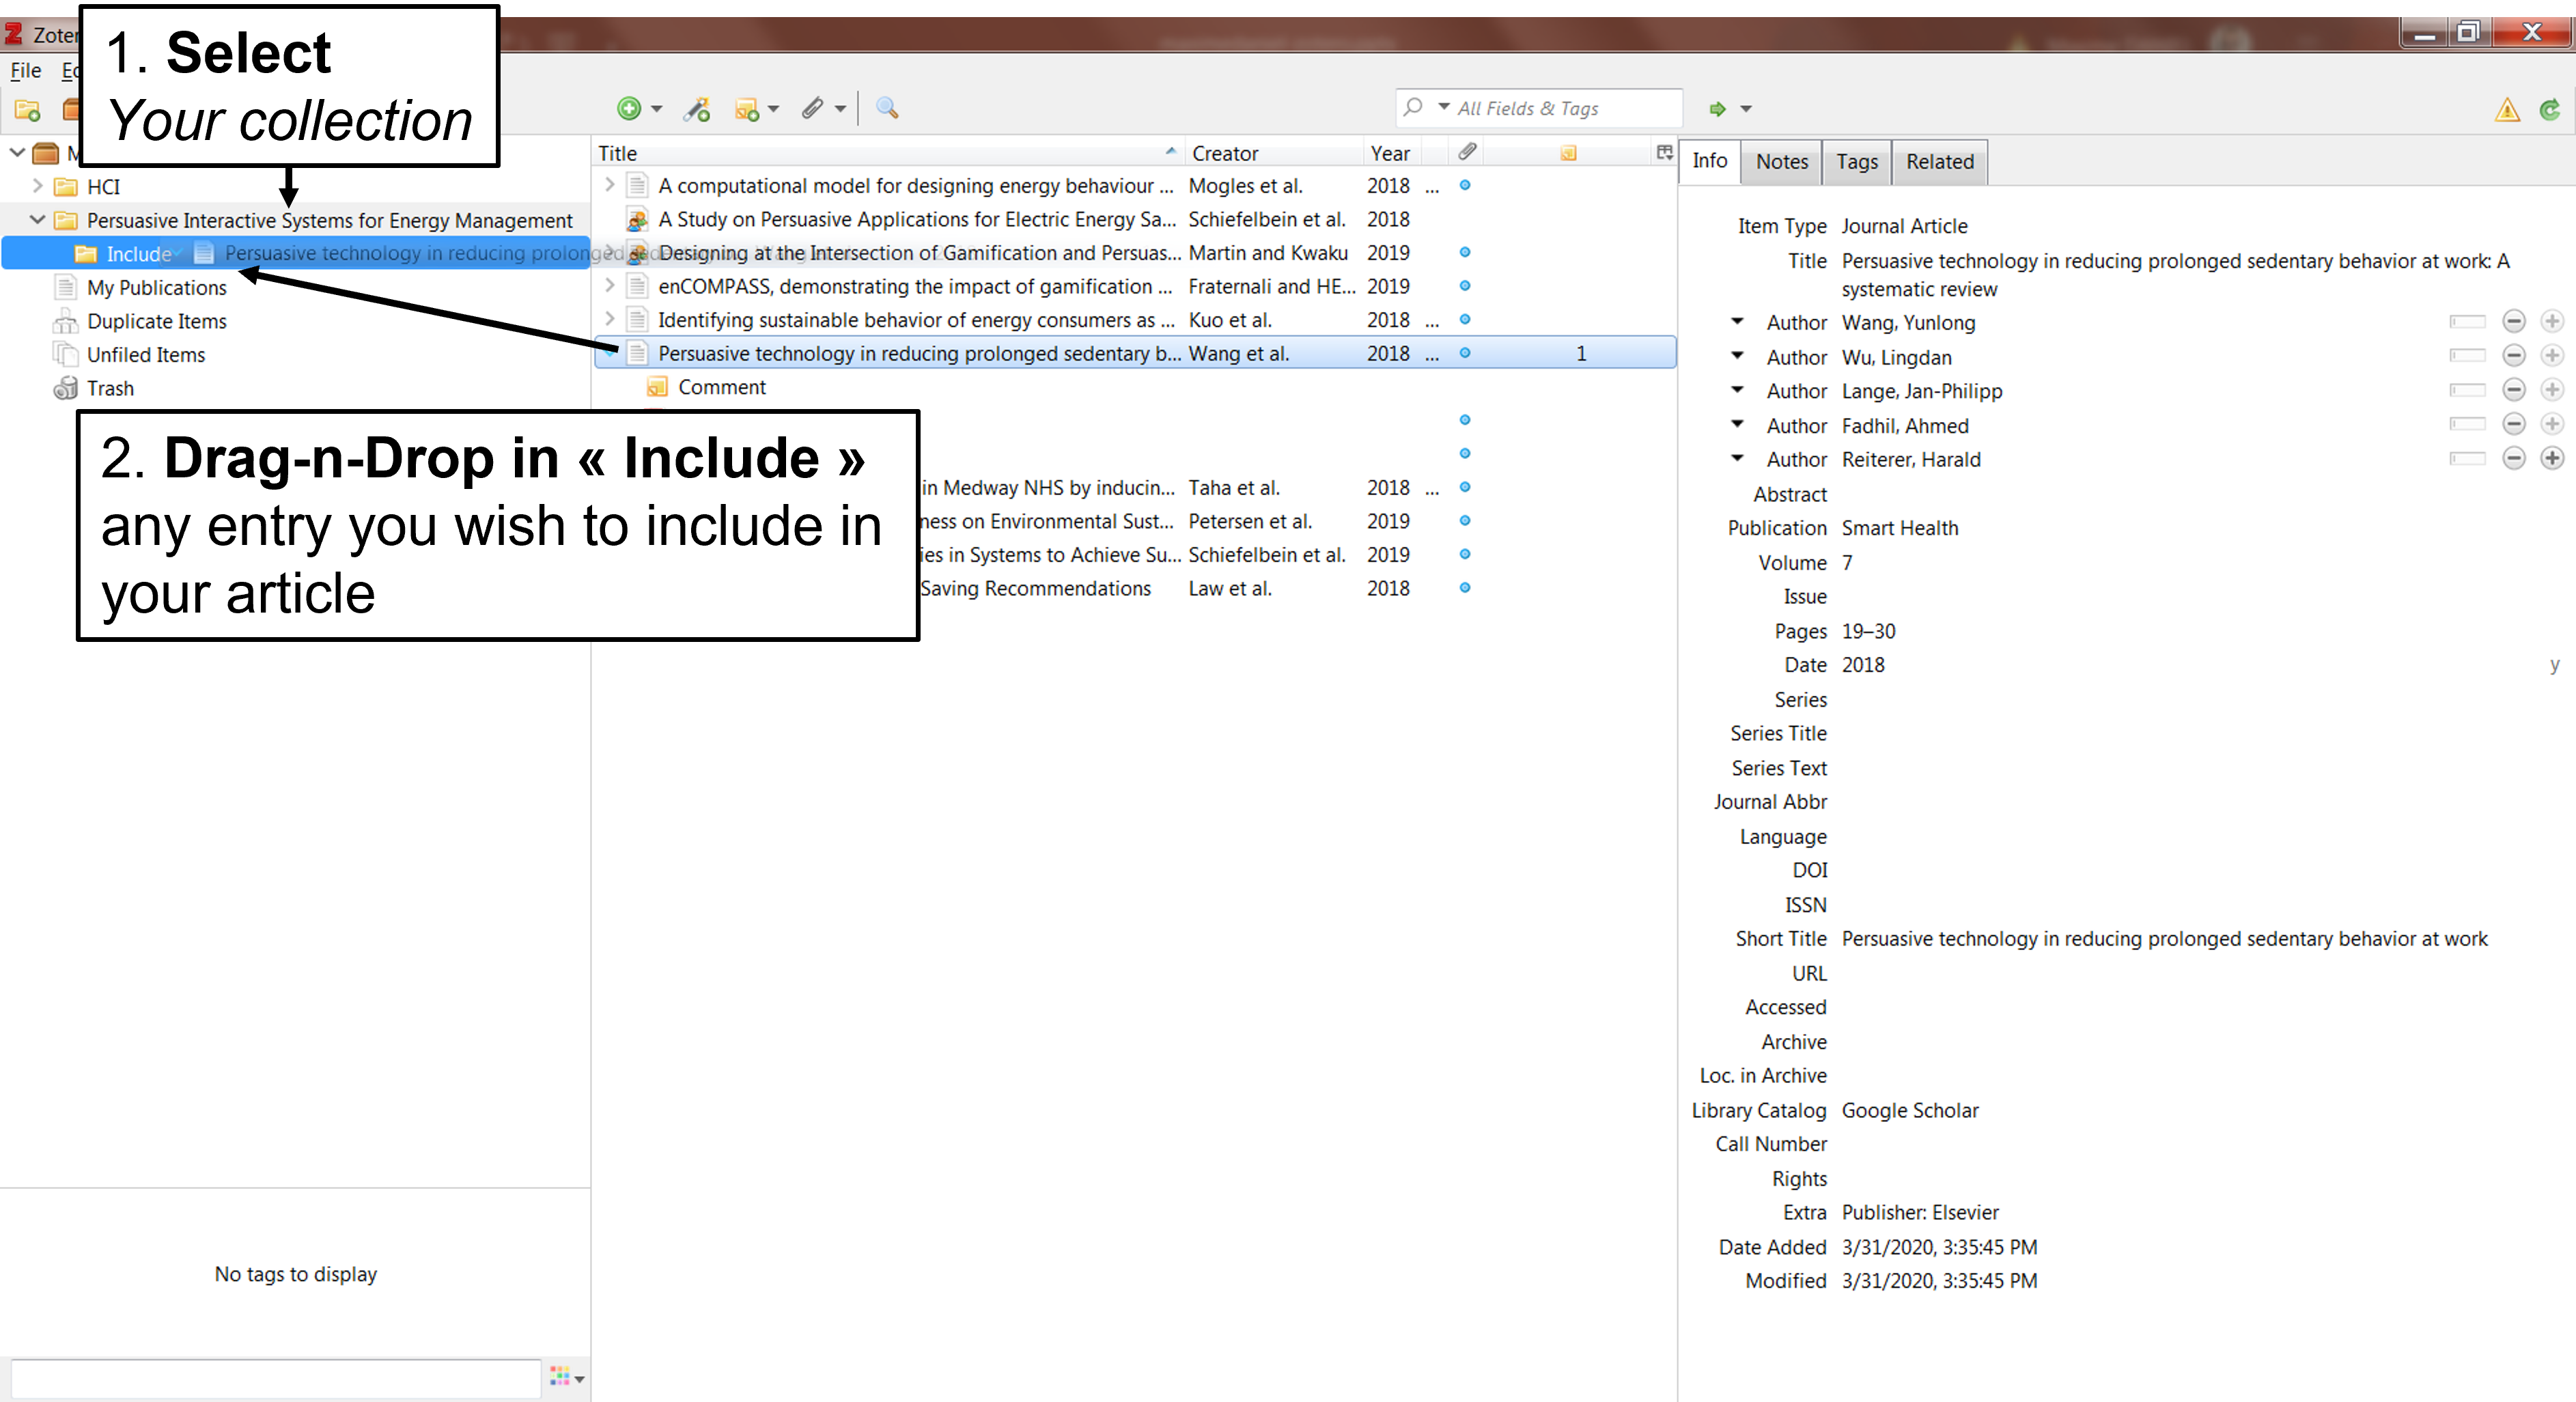 Zoter
1. Select
Your collection
File
All Fields & Tags
HCI
Persuasive Interactive Systems for Energy Management
Include
Persuasive technology in reducing prolonged
My Publications
Duplicate Items
Unfiled Items
Trash
2. Drag-n-Drop in « Include »
any entry you wish to include in
your article
No tags to display
Title Creator Year
A computational model for designing energy behaviour ... Mogles et al. 2018 ...
A Study on Persuasive Applications for Electric Energy Sa... Schiefelbein et al. 2018
Designing at the Intersection of Gamification and Persuas... Martin and Kwaku 2019
enCOMPASS, demonstrating the impact of gamification ... Fraternali and HE... 2019
Identifying sustainable behavior of energy consumers as ... Kuo et al. 2018 ...
Persuasive technology in reducing prolonged sedentary b... Wang et al. 2018 ... 1
Comment
in Medway NHS by inducin... Taha et al. 2018 ...
ness on Environmental Sust... Petersen et al. 2019
ies in Systems to Achieve Su... Schiefelbein et al. 2019
Saving Recommendations Law et al. 2018
Info Notes Tags Related
Item Type Journal Article
Title Persuasive technology in reducing prolonged sedentary behavior at work: A
systematic review
Author Wang, Yunlong
Author Wu, Lingdan
Author Lange, Jan-Philipp
Author Fadhil, Ahmed
Author Reiterer, Harald
Abstract
Publication Smart Health
Volume 7
Issue
Pages 19–30
Date 2018 y
Series
Series Title
Series Text
Journal Abbr
Language
DOI
ISSN
Short Title Persuasive technology in reducing prolonged sedentary behavior at work
URL
Accessed
Archive
Loc. in Archive
Library Catalog Google Scholar
Call Number
Rights
Extra Publisher: Elsevier
Date Added 3/31/2020, 3:35:45 PM
Modified 3/31/2020, 3:35:45 PM